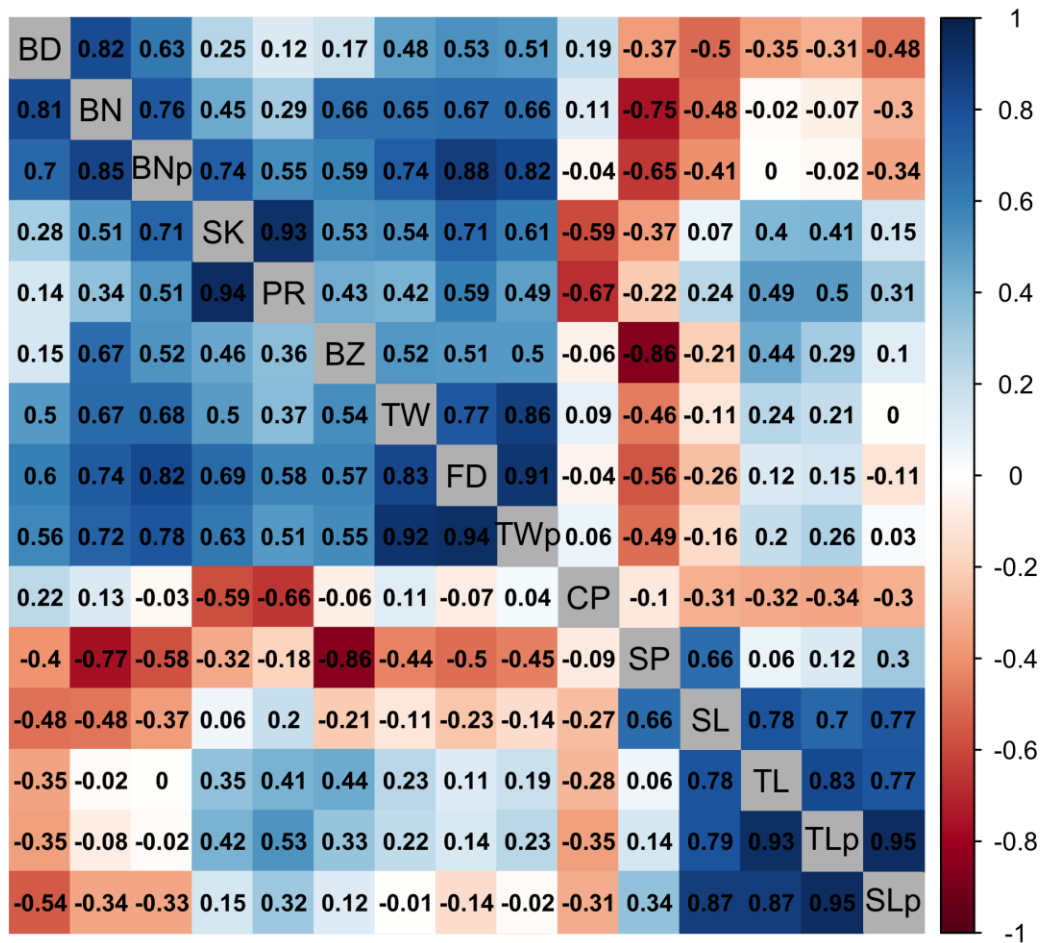 BD 0.82 0.63 0.25 0.12 0.17 0.48 0.53 0.51 0.19 -0.37 -0.5 -0.35 -0.31 -0.48
0.81 BN 0.76 0.45 0.29 0.66 0.65 0.67 0.66 0.11 -0.75 -0.48 -0.02 -0.07 -0.3
0.7 0.85 BNp 0.74 0.55 0.59 0.74 0.88 0.82 -0.04 -0.65 -0.41 0 -0.02 -0.34
0.28 0.51 0.71 SK 0.93 0.53 0.54 0.71 0.61 -0.59 -0.37 0.07 0.4 0.41 0.15
0.14 0.34 0.51 0.94 PR 0.43 0.42 0.59 0.49 -0.67 -0.22 0.24 0.49 0.5 0.31
0.15 0.67 0.52 0.46 0.36 BZ 0.52 0.51 0.5 -0.06 -0.86 -0.21 0.44 0.29 0.1
0.5 0.67 0.68 0.5 0.37 0.54 TW 0.77 0.86 0.09 -0.46 -0.11 0.24 0.21 0
0.6 0.74 0.82 0.69 0.58 0.57 0.83 FD 0.91 -0.04 -0.56 -0.26 0.12 0.15 -0.11
0.56 0.72 0.78 0.63 0.51 0.55 0.92 0.94 TWp 0.06 -0.49 -0.16 0.2 0.26 0.03
0.22 0.13 -0.03 -0.59 -0.66 -0.06 0.11 -0.07 0.04 CP -0.1 -0.31 -0.32 -0.34 -0.3
-0.4 -0.77 -0.58 -0.32 -0.18 -0.86 -0.44 -0.5 -0.45 -0.09 SP 0.66 0.06 0.12 0.3
-0.48 -0.48 -0.37 0.06 0.2 -0.21 -0.11 -0.23 -0.14 -0.27 0.66 SL 0.78 0.7 0.77
-0.35 -0.02 0 0.35 0.41 0.44 0.23 0.11 0.19 -0.28 0.06 0.78 TL 0.83 0.77
-0.35 -0.08 -0.02 0.42 0.53 0.33 0.22 0.14 0.23 -0.35 0.14 0.79 0.93 TLp 0.95
-0.54 -0.34 -0.33 0.15 0.32 0.12 -0.01 -0.14 -0.02 -0.31 0.34 0.87 0.87 0.95 SLp
1
0.8
0.6
0.4
0.2
0
-0.2
-0.4
-0.6
-0.8
-1